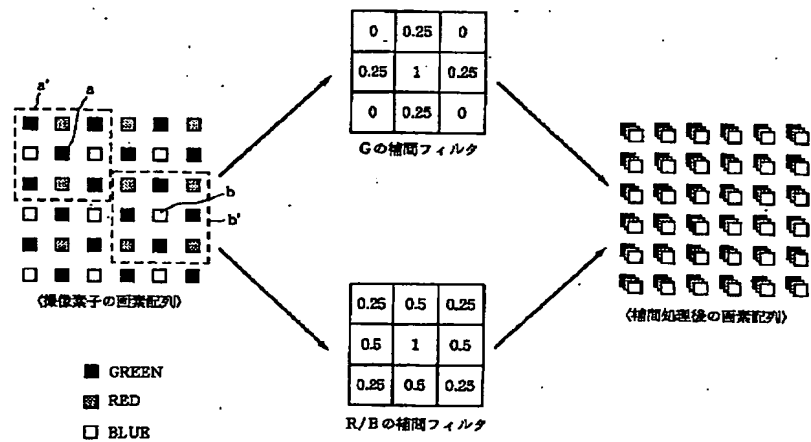 a'
a
b
b'
〈撮像素子の画素配列〉
■ GREEN
RED
□ BLUE
0 0.25 0
0.25 1 0.25
0 0.25 0
Gの補間フィルタ
0.25 0.5 0.25
0.5 1 0.5
0.25 0.5 0.25
R/Bの補間フィルタ
〈補間処理後の画素配列〉